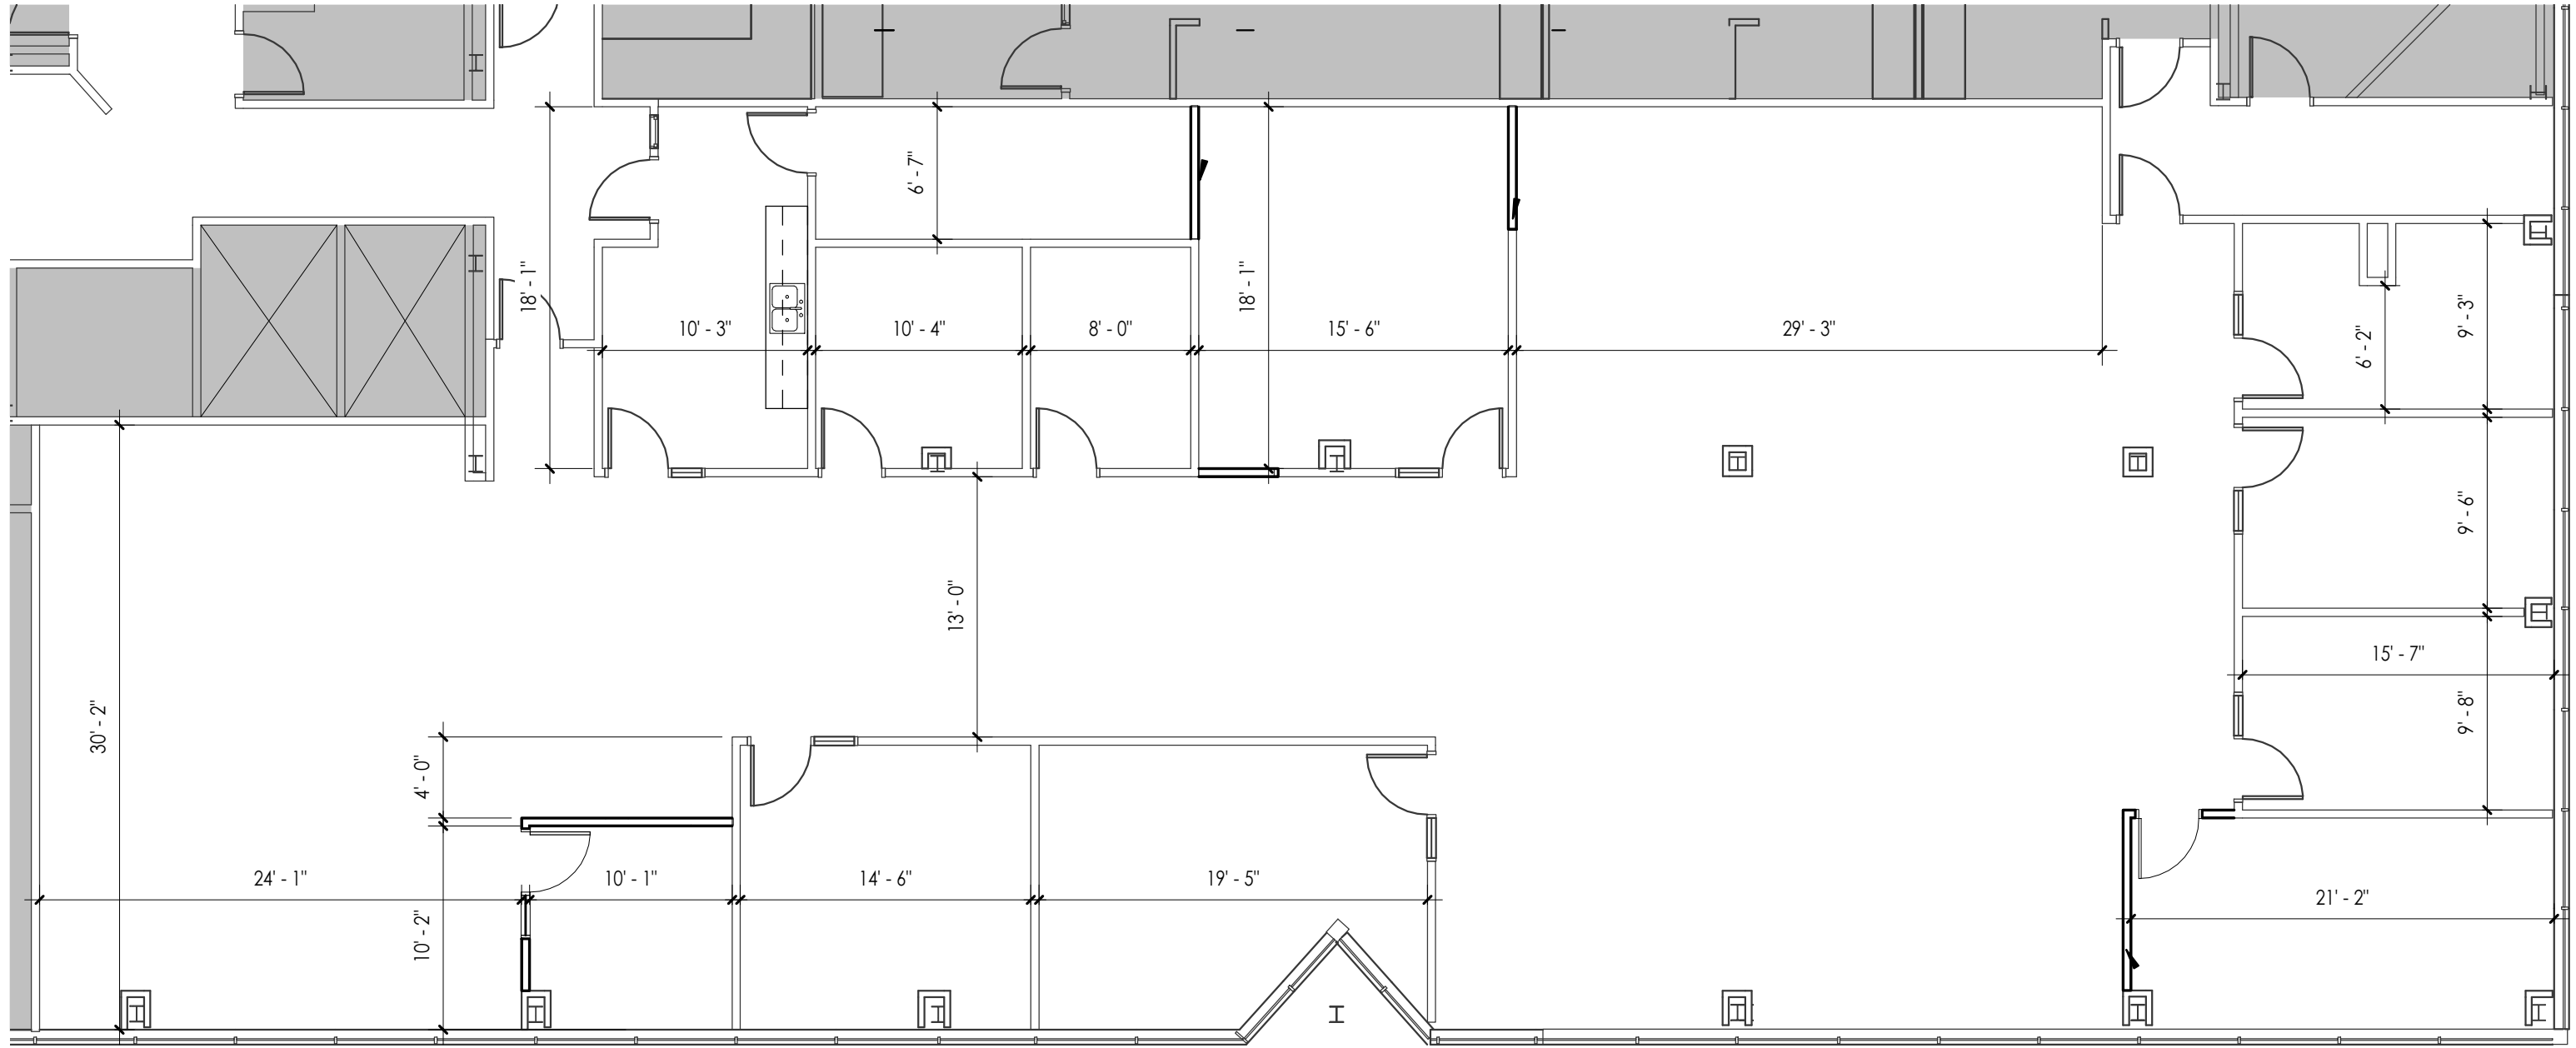 6' - 7"
18' - 1"
18' - 1"
10' - 3"
10' - 4"
8' - 0"
15' - 6"
29' - 3"
6' - 2"
9' - 3"
9' - 6"
13' - 0"
15' - 7"
30' - 2"
4' - 0"
9' - 8"
24' - 1"
10' - 1"
14' - 6"
19' - 5"
21' - 2"
10' - 2"